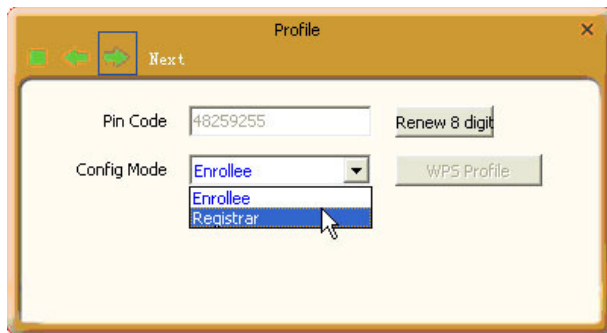 Profile
Next
Pin Code 48259255 Renew 8 digit
Config Mode Enrollee WPS Profile
Enrollee
Registrar